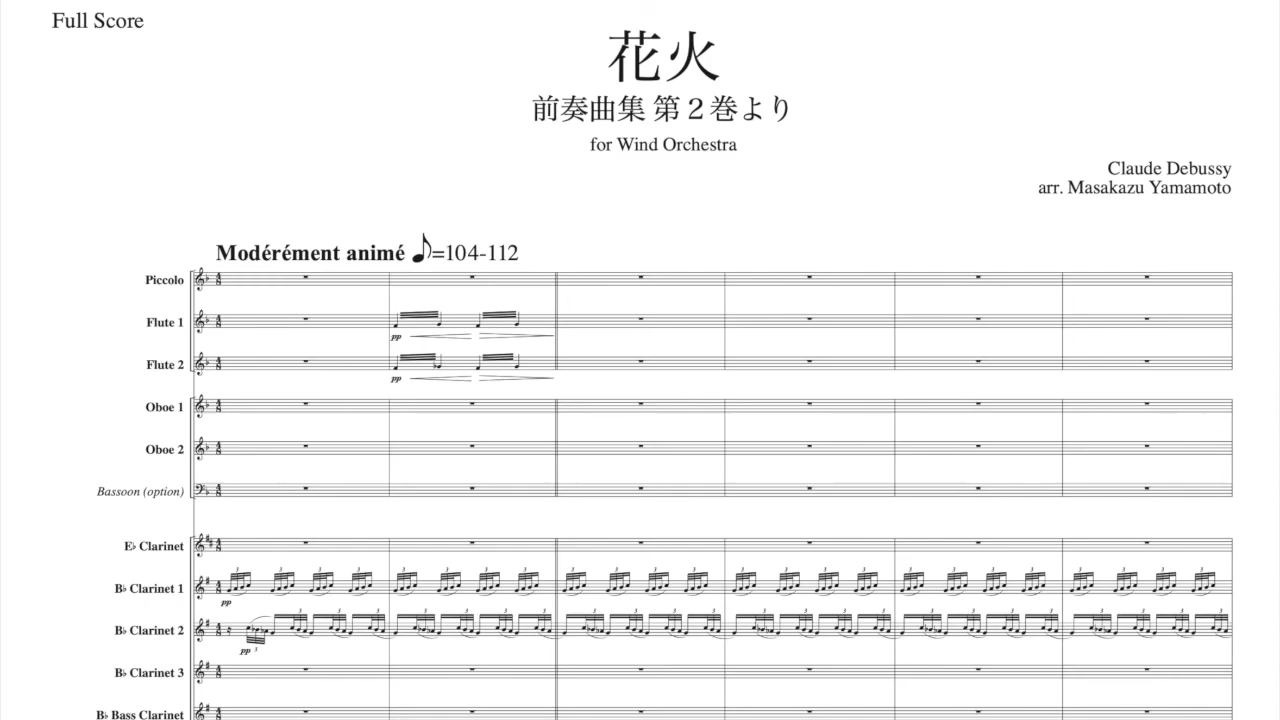 Full Score
花火
前奏曲集 第２巻より
for Wind Orchestra
Claude Debussy
arr. Masakazu Yamamoto
Modérément animé ♪=104-112
Piccolo
Flute 1
pp
Flute 2
pp
Oboe 1
Oboe 2
Bassoon (option)
E♭ Clarinet
B♭ Clarinet 1
pp
B♭ Clarinet 2
pp
B♭ Clarinet 3
B♭ Bass Clarinet